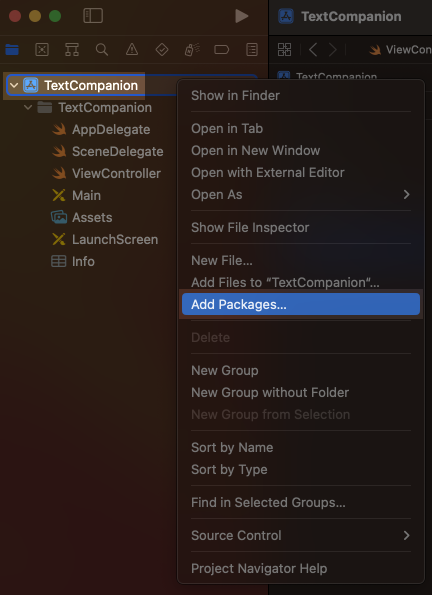 TextCompanion
ViewCo
TextCompanion
TextCompanion
TextCompanion
AppDelegate
SceneDelegate
ViewController
Main
Assets
LaunchScreen
Info
Show in Finder
Open in Tab
Open in New Window
Open with External Editor
Open As
Show File Inspector
New File...
Add Files to “TextCompanion”...
Add Packages...
Delete
New Group
New Group without Folder
New Group from Selection
Sort by Name
Sort by Type
Find in Selected Groups...
Source Control
Project Navigator Help